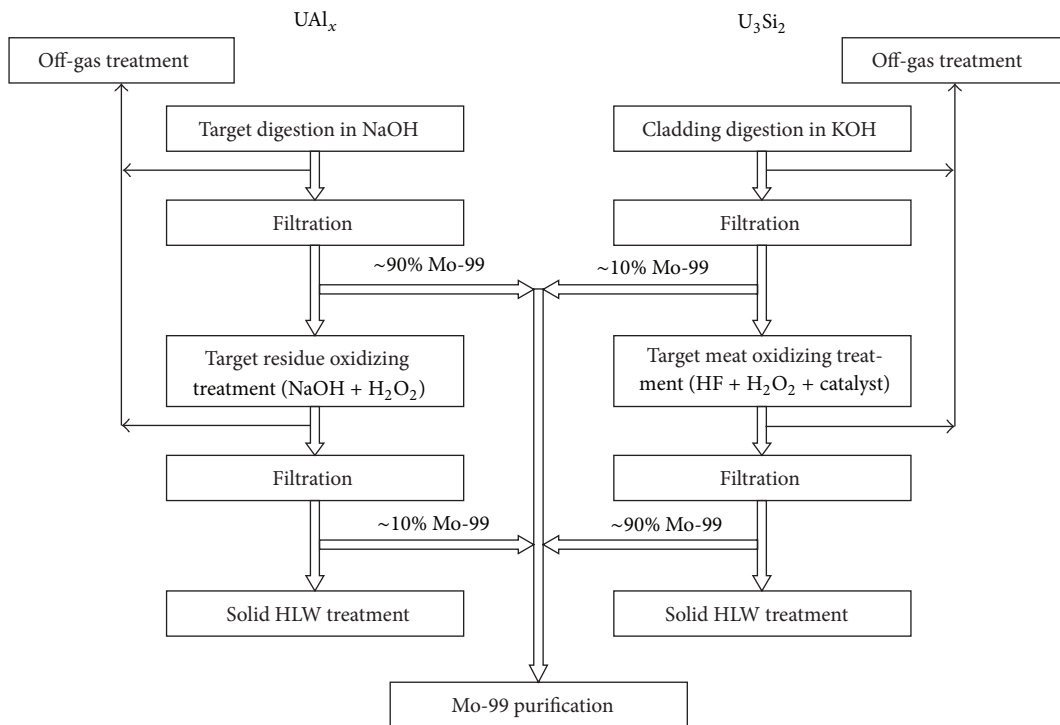 UAlₓ
U₃Si₂
Off-gas treatment
Off-gas treatment
Target digestion in NaOH
Cladding digestion in KOH
Filtration
Filtration
~90% Mo-99
~10% Mo-99
Target residue oxidizing
treatment (NaOH + H₂O₂)
Target meat oxidizing treat-
ment (HF + H₂O₂ + catalyst)
Filtration
Filtration
~10% Mo-99
~90% Mo-99
Solid HLW treatment
Solid HLW treatment
Mo-99 purification